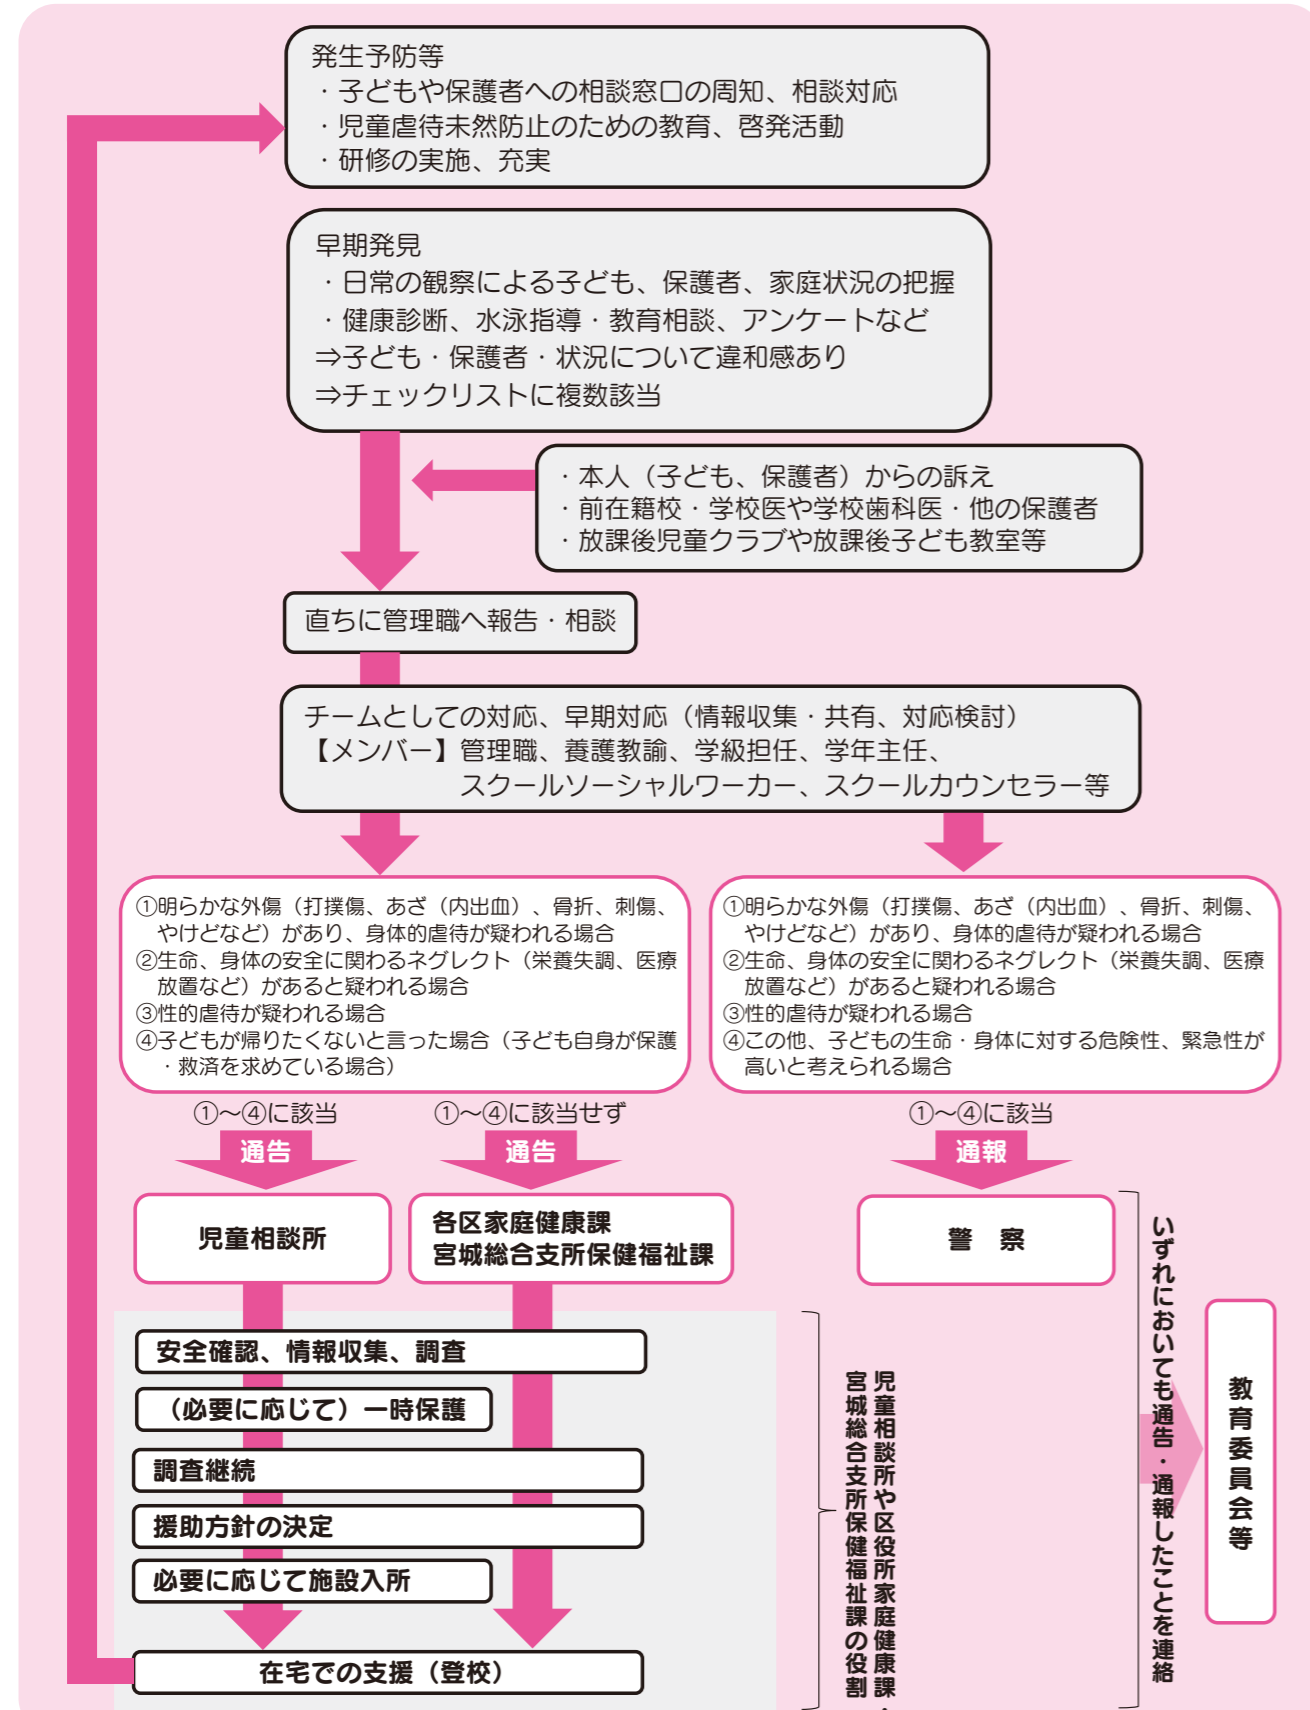 発生予防等
・子どもや保護者への相談窓口の周知、相談対応
・児童虐待未然防止のための教育、啓発活動
・研修の実施、充実
早期発見
・日常の観察による子ども、保護者、家庭状況の把握
・健康診断、水泳指導・教育相談、アンケートなど
⇒子ども・保護者・状況について違和感あり
⇒チェックリストに複数該当
・本人（子ども、保護者）からの訴え
・前在籍校・学校医や学校歯科医・他の保護者
・放課後児童クラブや放課後子ども教室等
直ちに管理職へ報告・相談
チームとしての対応、早期対応（情報収集・共有、対応検討）
【メンバー】管理職、養護教諭、学級担任、学年主任、
スクールソーシャルワーカー、スクールカウンセラー等
①明らかな外傷（打撲傷、あざ（内出血）、骨折、刺傷、
やけどなど）があり、身体的虐待が疑われる場合
②生命、身体の安全に関わるネグレクト（栄養失調、医療
放置など）があると疑われる場合
③性的虐待が疑われる場合
④子どもが帰りたくないと言った場合（子ども自身が保護
・救済を求めている場合）
①明らかな外傷（打撲傷、あざ（内出血）、骨折、刺傷、
やけどなど）があり、身体的虐待が疑われる場合
②生命、身体の安全に関わるネグレクト（栄養失調、医療
放置など）があると疑われる場合
③性的虐待が疑われる場合
④この他、子どもの生命・身体に対する危険性、緊急性が
高いと考えられる場合
①～④に該当
①～④に該当せず
①～④に該当
通告
通告
通報
児童相談所
各区家庭健康課
宮城総合支所保健福祉課
警 察
安全確認、情報収集、調査
（必要に応じて）一時保護
調査継続
援助方針の決定
必要に応じて施設入所
在宅での支援（登校）
児童相談所や区役所家庭健康課・
宮城総合支所保健福祉課の役割
いずれにおいても通告・通報したことを連絡
教育委員会等